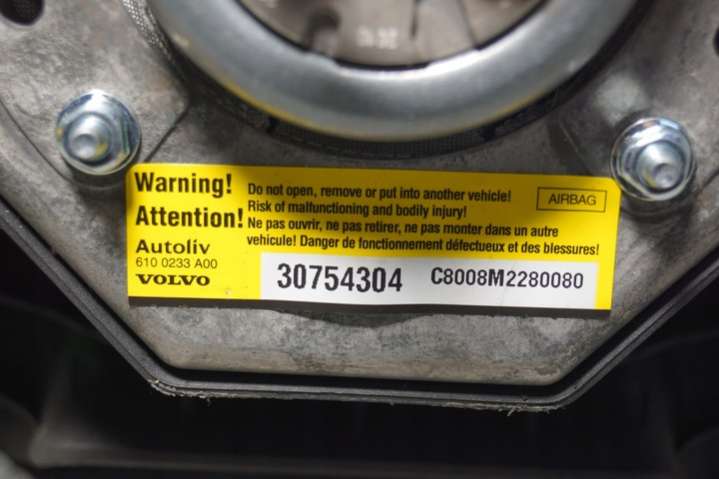 Warning!
Attention!
Do not open, remove or put into another vehicle!
Risk of malfunctioning and bodily injury!
Ne pas ouvrir, ne pas retirer, ne pas monter dans un autre
vehicule! Danger de fonctionnement défectueux et des blessures!
AIRBAG
Autoliv
610 0233 A00
VOLVO
30754304
C8008M2280080